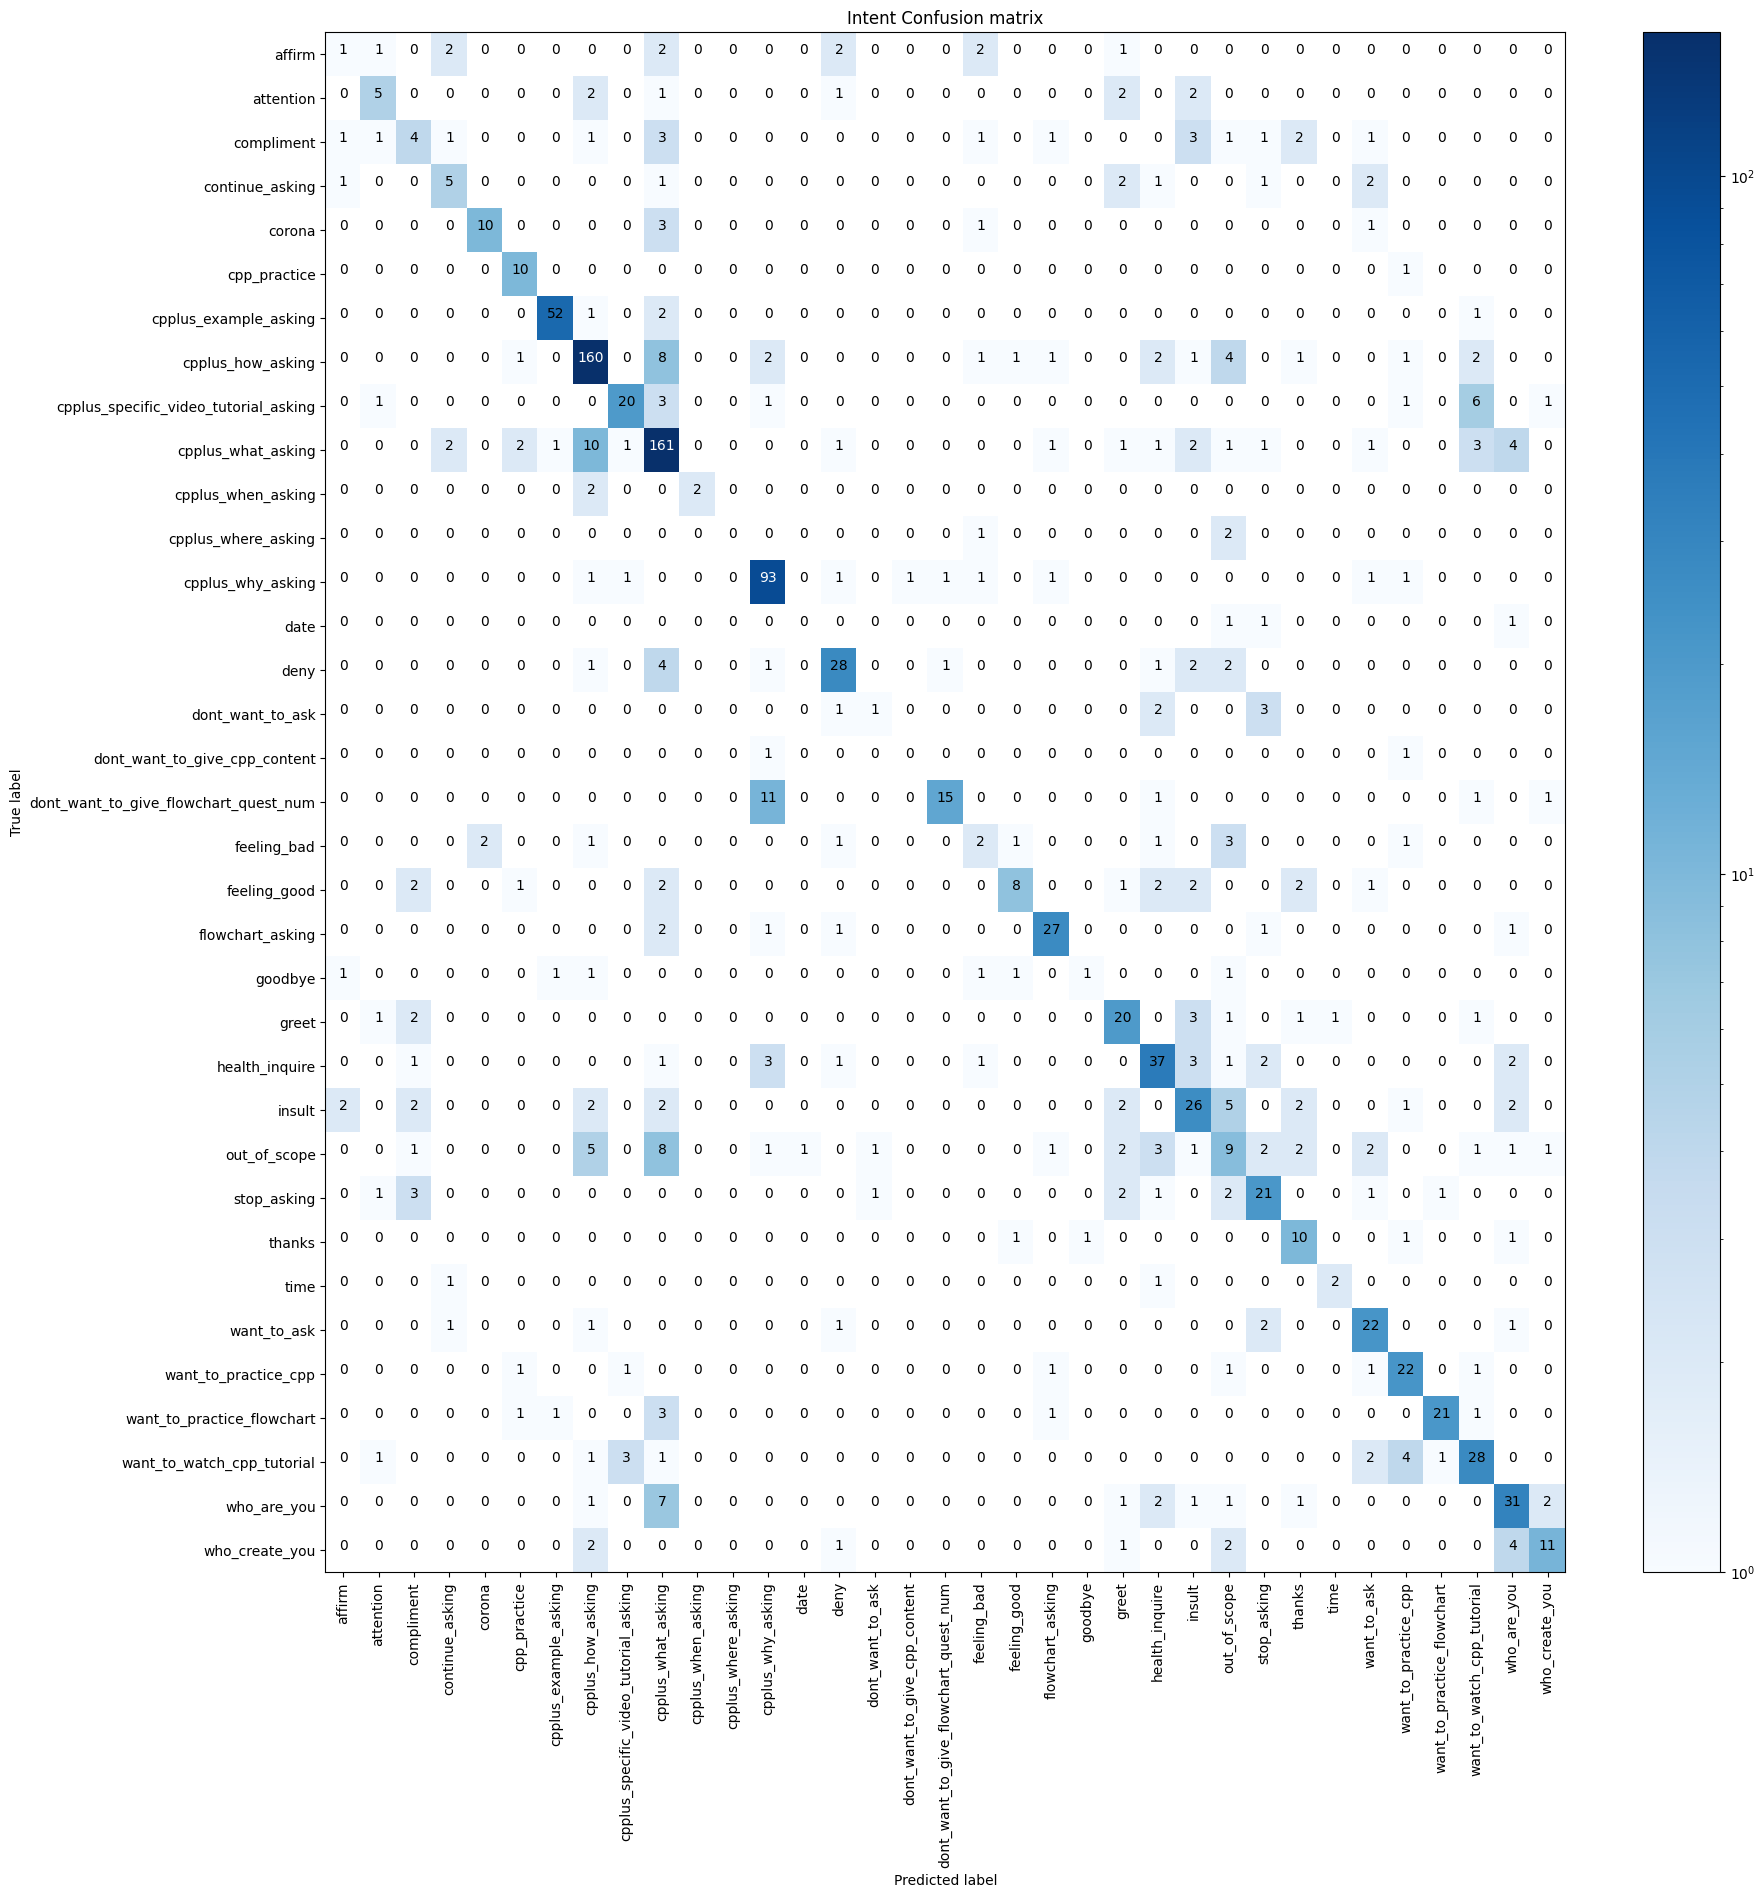 Intent Confusion matrix
affirm 1 1 0 2 0 0 0 0 0 2 0 0 0 0 2 0 0 0 2 0 0 0 1 0 0 0 0 0 0 0 0 0 0 0 0
attention 0 5 0 0 0 0 0 2 0 1 0 0 0 0 1 0 0 0 0 0 0 0 2 0 2 0 0 0 0 0 0 0 0 0 0
compliment 1 1 4 1 0 0 0 1 0 3 0 0 0 0 0 0 0 0 1 0 1 0 0 0 3 1 1 2 0 1 0 0 0 0 0
continue_asking 1 0 0 5 0 0 0 0 0 1 0 0 0 0 0 0 0 0 0 0 0 0 2 1 0 0 1 0 0 2 0 0 0 0 0
10²
corona 0 0 0 0 10 0 0 0 0 3 0 0 0 0 0 0 0 0 1 0 0 0 0 0 0 0 0 0 0 1 0 0 0 0 0
cpp_practice 0 0 0 0 0 10 0 0 0 0 0 0 0 0 0 0 0 0 0 0 0 0 0 0 0 0 0 0 0 0 1 0 0 0 0
cpplus_example_asking 0 0 0 0 0 0 52 1 0 2 0 0 0 0 0 0 0 0 0 0 0 0 0 0 0 0 0 0 0 0 0 0 1 0 0
cpplus_how_asking 0 0 0 0 0 1 0 160 0 8 0 0 2 0 0 0 0 0 1 1 1 0 0 2 1 4 0 1 0 0 1 0 2 0 0
cpplus_specific_video_tutorial_asking 0 1 0 0 0 0 0 0 20 3 0 0 1 0 0 0 0 0 0 0 0 0 0 0 0 0 0 0 0 0 1 0 6 0 1
cpplus_what_asking 0 0 0 2 0 2 1 10 1 161 0 0 0 0 1 0 0 0 0 0 1 0 1 1 2 1 1 0 0 1 0 0 3 4 0
cpplus_when_asking 0 0 0 0 0 0 0 2 0 0 2 0 0 0 0 0 0 0 0 0 0 0 0 0 0 0 0 0 0 0 0 0 0 0 0
cpplus_where_asking 0 0 0 0 0 0 0 0 0 0 0 0 0 0 0 0 0 0 1 0 0 0 0 0 0 2 0 0 0 0 0 0 0 0 0
cpplus_why_asking 0 0 0 0 0 0 0 1 1 0 0 0 93 0 1 0 1 1 1 0 1 0 0 0 0 0 0 0 0 1 1 0 0 0 0
date 0 0 0 0 0 0 0 0 0 0 0 0 0 0 0 0 0 0 0 0 0 0 0 0 0 1 1 0 0 0 0 0 0 1 0
deny 0 0 0 0 0 0 0 1 0 4 0 0 1 0 28 0 0 1 0 0 0 0 0 1 2 2 0 0 0 0 0 0 0 0 0
dont_want_to_ask 0 0 0 0 0 0 0 0 0 0 0 0 0 0 1 1 0 0 0 0 0 0 0 2 0 0 3 0 0 0 0 0 0 0 0
dont_want_to_give_cpp_content 0 0 0 0 0 0 0 0 0 0 0 0 1 0 0 0 0 0 0 0 0 0 0 0 0 0 0 0 0 0 1 0 0 0 0
True label
dont_want_to_give_flowchart_quest_num 0 0 0 0 0 0 0 0 0 0 0 0 11 0 0 0 0 15 0 0 0 0 0 1 0 0 0 0 0 0 0 0 1 0 1
feeling_bad 0 0 0 0 2 0 0 1 0 0 0 0 0 0 1 0 0 0 2 1 0 0 0 1 0 3 0 0 0 0 1 0 0 0 0
10¹
feeling_good 0 0 2 0 0 1 0 0 0 2 0 0 0 0 0 0 0 0 0 8 0 0 1 2 2 0 0 2 0 1 0 0 0 0 0
flowchart_asking 0 0 0 0 0 0 0 0 0 2 0 0 1 0 1 0 0 0 0 0 27 0 0 0 0 0 1 0 0 0 0 0 0 1 0
goodbye 1 0 0 0 0 0 1 1 0 0 0 0 0 0 0 0 0 0 1 1 0 1 0 0 0 1 0 0 0 0 0 0 0 0 0
greet 0 1 2 0 0 0 0 0 0 0 0 0 0 0 0 0 0 0 0 0 0 0 20 0 3 1 0 1 1 0 0 0 1 0 0
health_inquire 0 0 1 0 0 0 0 0 0 1 0 0 3 0 1 0 0 0 1 0 0 0 0 37 3 1 2 0 0 0 0 0 0 2 0
insult 2 0 2 0 0 0 0 2 0 2 0 0 0 0 0 0 0 0 0 0 0 0 2 0 26 5 0 2 0 0 1 0 0 2 0
out_of_scope 0 0 1 0 0 0 0 5 0 8 0 0 1 1 0 1 0 0 0 0 1 0 2 3 1 9 2 2 0 2 0 0 1 1 1
stop_asking 0 1 3 0 0 0 0 0 0 0 0 0 0 0 0 1 0 0 0 0 0 0 2 1 0 2 21 0 0 1 0 1 0 0 0
thanks 0 0 0 0 0 0 0 0 0 0 0 0 0 0 0 0 0 0 0 1 0 1 0 0 0 0 0 10 0 0 1 0 0 1 0
time 0 0 0 1 0 0 0 0 0 0 0 0 0 0 0 0 0 0 0 0 0 0 0 1 0 0 0 0 2 0 0 0 0 0 0
want_to_ask 0 0 0 1 0 0 0 1 0 0 0 0 0 0 1 0 0 0 0 0 0 0 0 0 0 0 2 0 0 22 0 0 0 1 0
want_to_practice_cpp 0 0 0 0 0 1 0 0 1 0 0 0 0 0 0 0 0 0 0 0 1 0 0 0 0 1 0 0 0 1 22 0 1 0 0
want_to_practice_flowchart 0 0 0 0 0 1 1 0 0 3 0 0 0 0 0 0 0 0 0 0 1 0 0 0 0 0 0 0 0 0 0 21 1 0 0
want_to_watch_cpp_tutorial 0 1 0 0 0 0 0 1 3 1 0 0 0 0 0 0 0 0 0 0 0 0 0 0 0 0 0 0 0 2 4 1 28 0 0
who_are_you 0 0 0 0 0 0 0 1 0 7 0 0 0 0 0 0 0 0 0 0 0 0 1 2 1 1 0 1 0 0 0 0 0 31 2
who_create_you 0 0 0 0 0 0 0 2 0 0 0 0 0 0 1 0 0 0 0 0 0 0 1 0 0 2 0 0 0 0 0 0 0 4 11
10⁰
affirm
attention
compliment
continue_asking
corona
cpp_practice
cpplus_example_asking
cpplus_how_asking
cpplus_specific_video_tutorial_asking
cpplus_what_asking
cpplus_when_asking
cpplus_where_asking
cpplus_why_asking
date
deny
dont_want_to_ask
dont_want_to_give_cpp_content
dont_want_to_give_flowchart_quest_num
feeling_bad
feeling_good
flowchart_asking
goodbye
greet
health_inquire
insult
out_of_scope
stop_asking
thanks
time
want_to_ask
want_to_practice_cpp
want_to_practice_flowchart
want_to_watch_cpp_tutorial
who_are_you
who_create_you
Predicted label